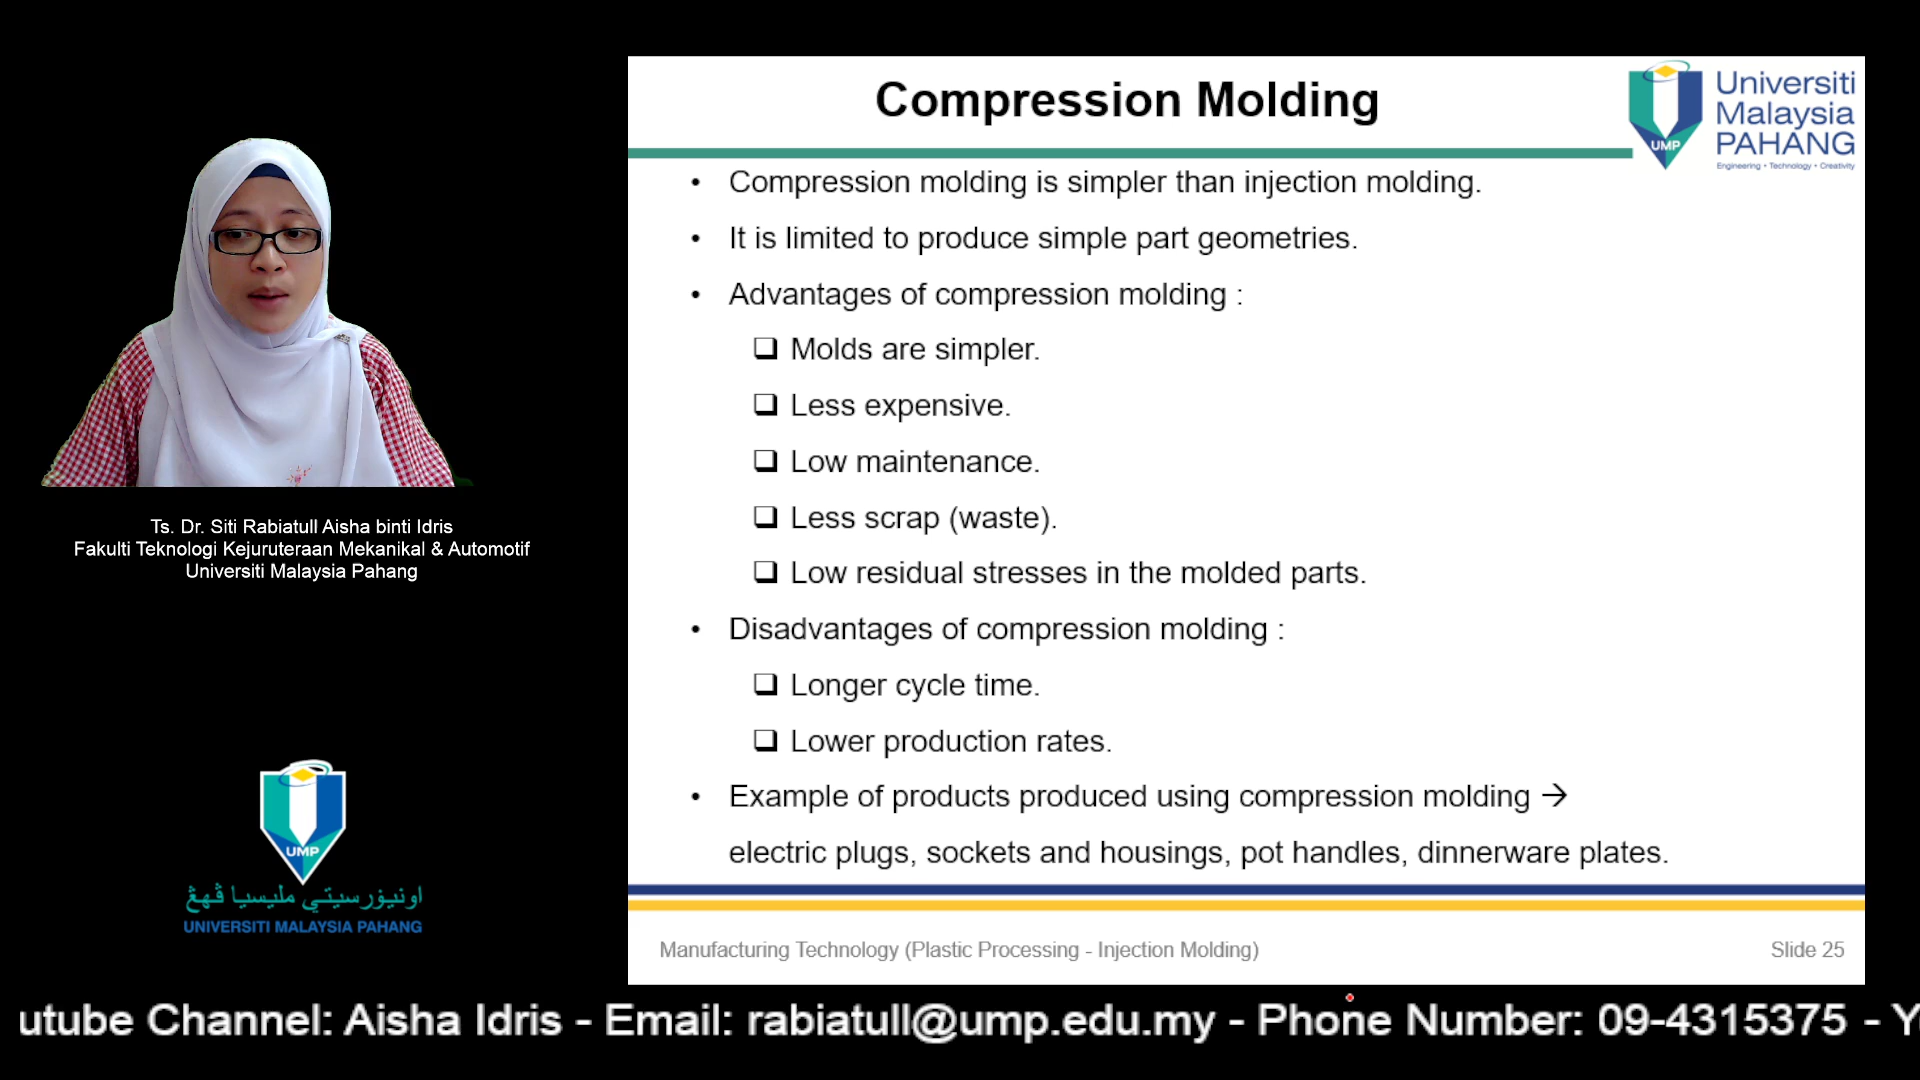 Compression Molding
Universiti
Malaysia
PAHANG
Engineering • Technology • Creativity
UMP
• Compression molding is simpler than injection molding.
• It is limited to produce simple part geometries.
• Advantages of compression molding :
❑ Molds are simpler.
❑ Less expensive.
❑ Low maintenance.
❑ Less scrap (waste).
❑ Low residual stresses in the molded parts.
• Disadvantages of compression molding :
❑ Longer cycle time.
❑ Lower production rates.
• Example of products produced using compression molding →
electric plugs, sockets and housings, pot handles, dinnerware plates.
Manufacturing Technology (Plastic Processing - Injection Molding)
Slide 25
Ts. Dr. Siti Rabiatull Aisha binti Idris
Fakulti Teknologi Kejuruteraan Mekanikal & Automotif
Universiti Malaysia Pahang
UMP
اونيۏرسيتي مليسيا ڤهڠ
UNIVERSITI MALAYSIA PAHANG
utube Channel: Aisha Idris - Email: rabiatull@ump.edu.my - Phone Number: 09-4315375 - Y